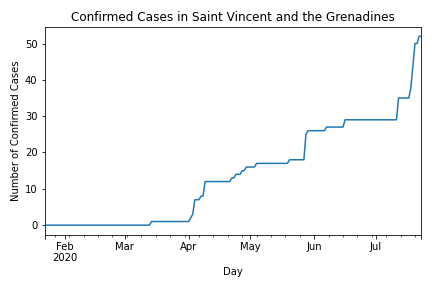 Confirmed Cases in Saint Vincent and the Grenadines
Number of Confirmed Cases
50
40
30
20
10
0
Feb
2020
Mar
Apr
May
Jun
Jul
Day